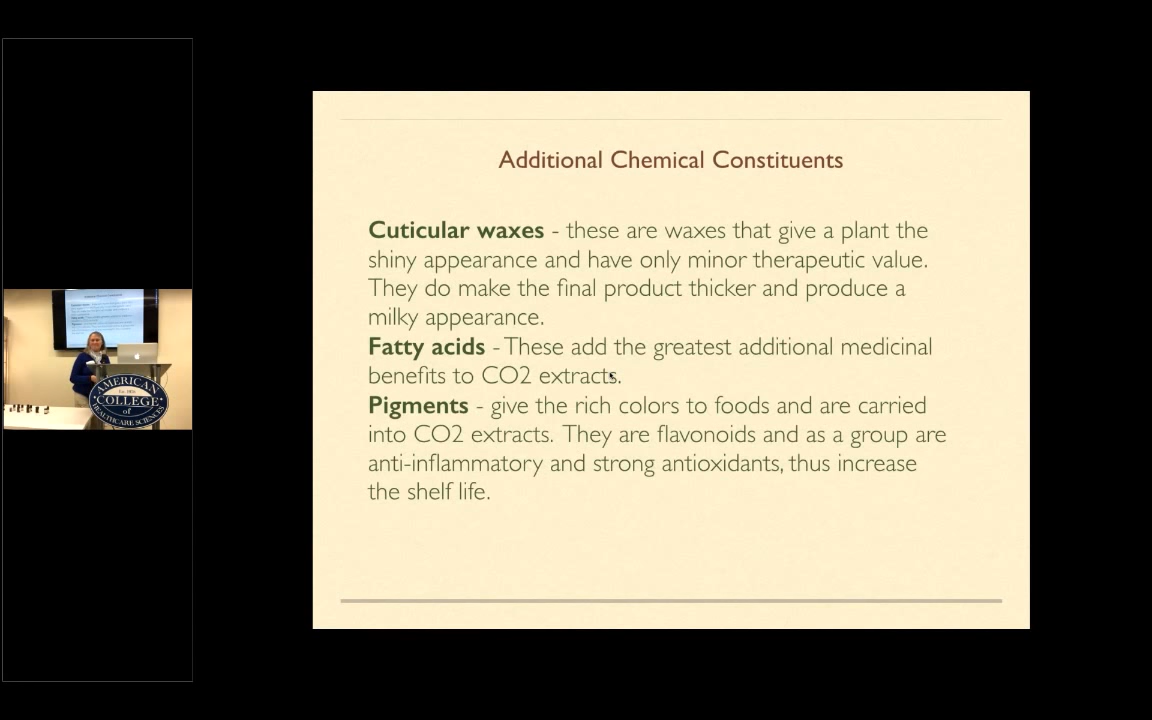 Additional Chemical Constituents
Cuticular waxes - these are waxes that give a plant the
shiny appearance and have only minor therapeutic value.
They do make the final product thicker and produce a
milky appearance.
Fatty acids - These add the greatest additional medicinal
benefits to CO2 extracts.
Pigments - give the rich colors to foods and are carried
into CO2 extracts. They are flavonoids and as a group are
anti-inflammatory and strong antioxidants, thus increase
the shelf life.
AMERICAN
COLLEGE
of
HEALTHCARE SCIENCES